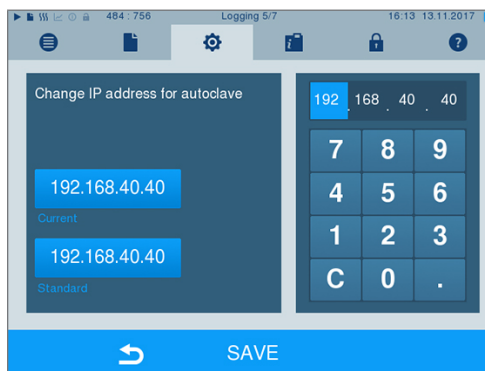 484 : 756 Logging 5/7 16:13 13.11.2017
i ?
Change IP address for autoclave
192 . 168 . 40 . 40
7 8 9
192.168.40.40
4 5 6
Current
1 2 3
192.168.40.40
C 0 .
Standard
SAVE